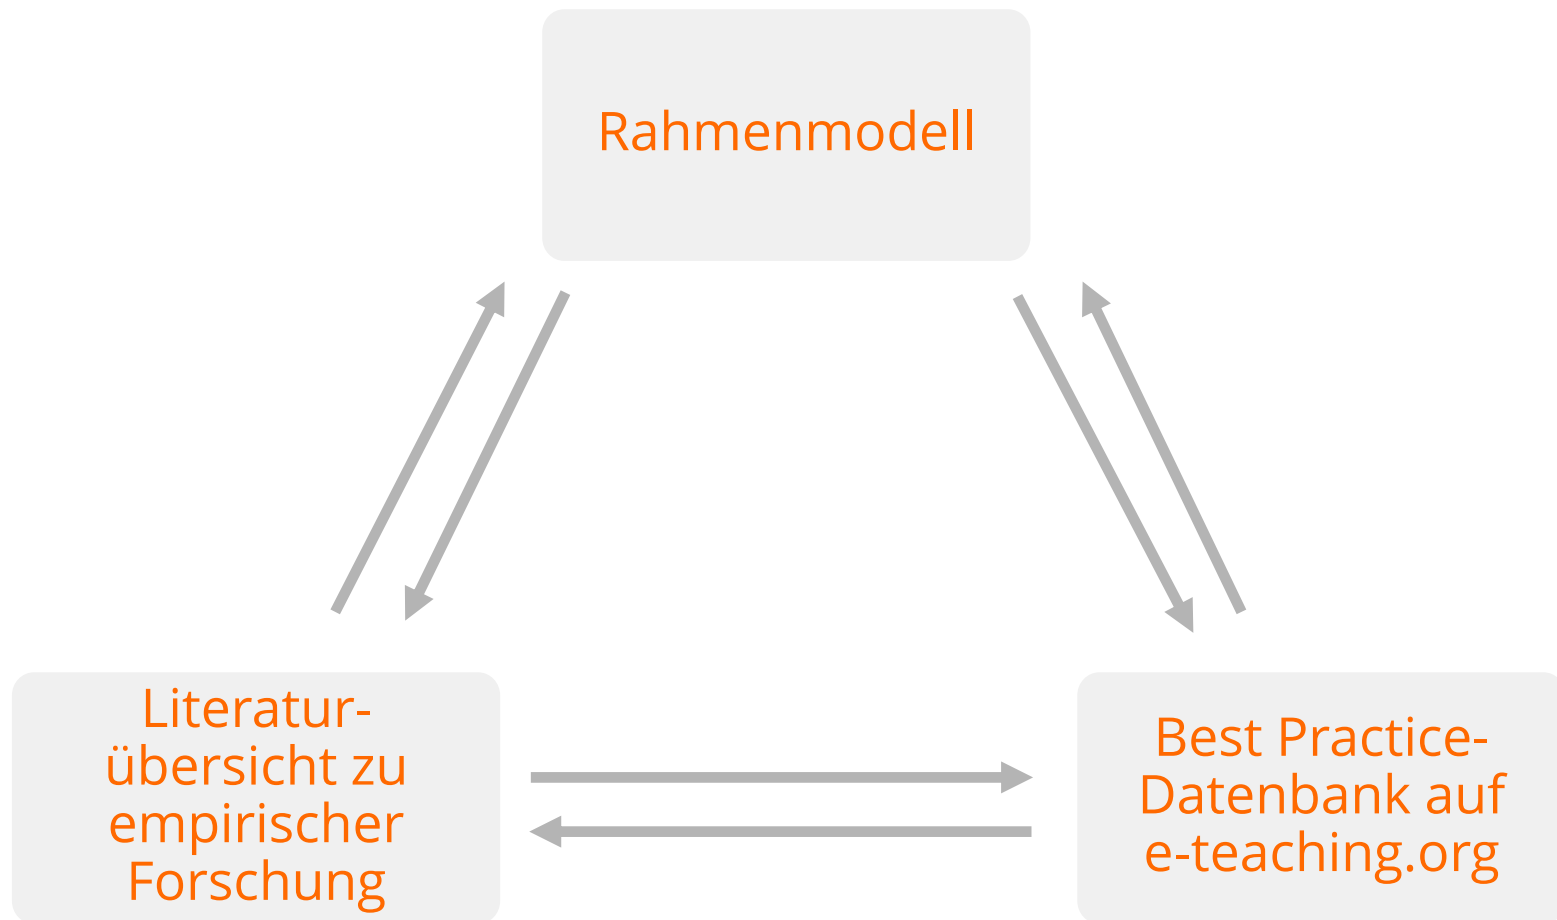 Rahmenmodell
Literatur-
übersicht zu
empirischer
Forschung
Best Practice-
Datenbank auf
e-teaching.org